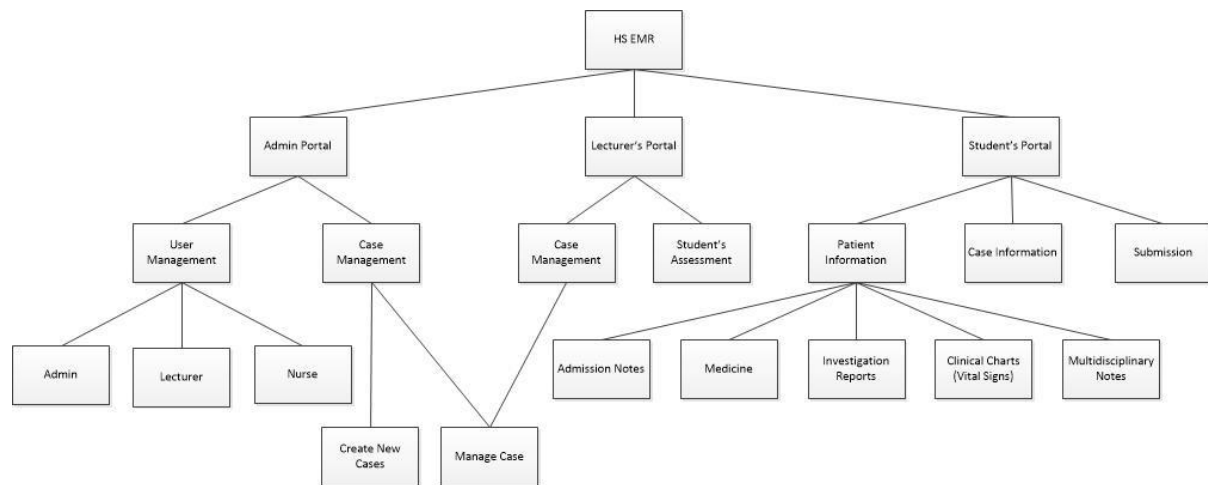 HS EMR
Admin Portal
Lecturer's Portal
Student's Portal
User
Management
Case
Management
Case
Management
Student's
Assessment
Patient
Information
Case Information
Submission
Admin
Lecturer
Nurse
Admission Notes
Medicine
Investigation
Reports
Clinical Charts
(Vital Signs)
Multidisciplinary
Notes
Create New
Cases
Manage Case